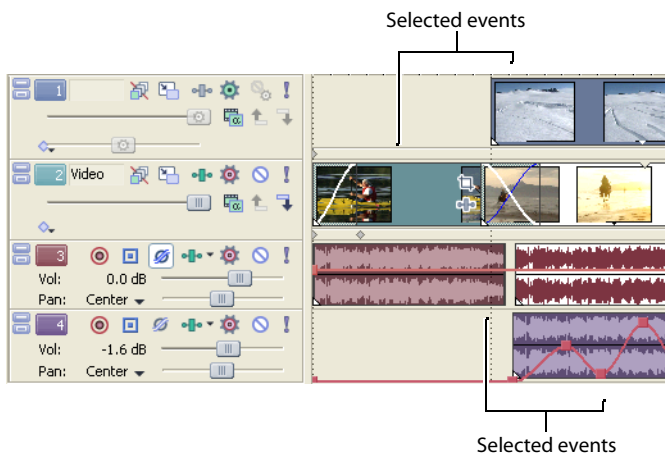 Selected events
1
2 Video
3
Vol: 0.0 dB
Pan: Center
4
Vol: -1.6 dB
Pan: Center
Selected events